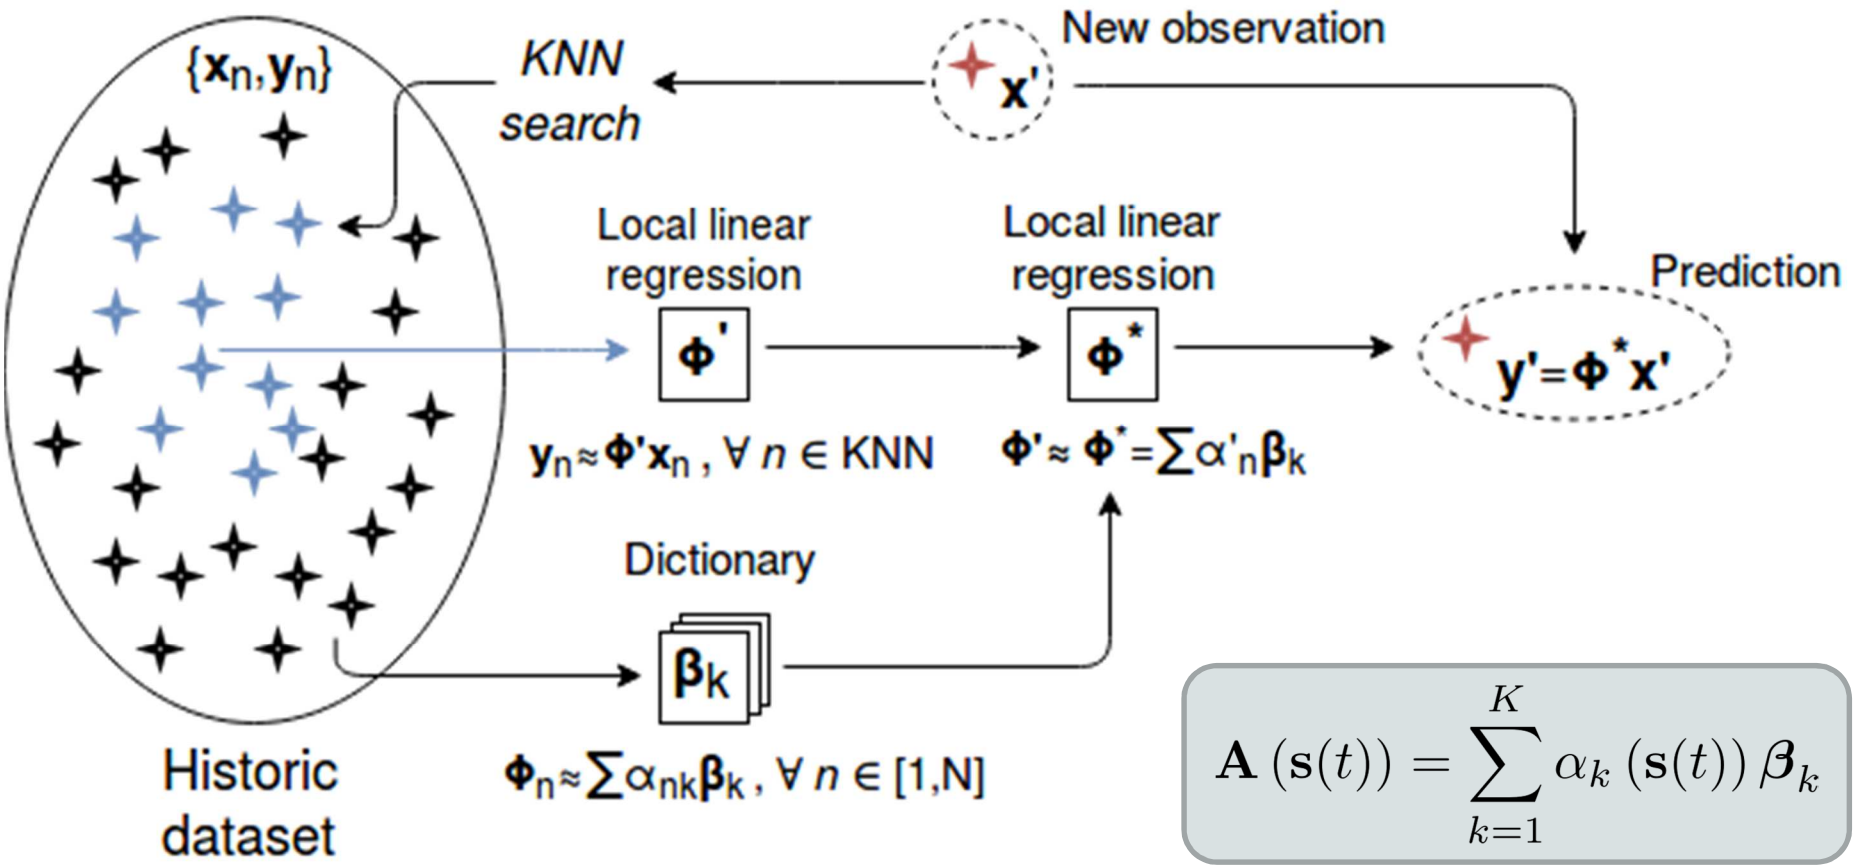 {xn,yn}
KNN
search
x'
New observation
Local linear
regression
Φ'
yn≈Φ'xn , ∀ n ∈ KNN
Local linear
regression
Φ*
Φ'≈ Φ*=∑α'nβk
Prediction
y'=Φ*x'
Dictionary
βk
Φn≈∑αnkβk , ∀ n ∈ [1,N]
Historic
dataset
A (s(t)) = ∑_{k=1}^{K} αk (s(t)) βk